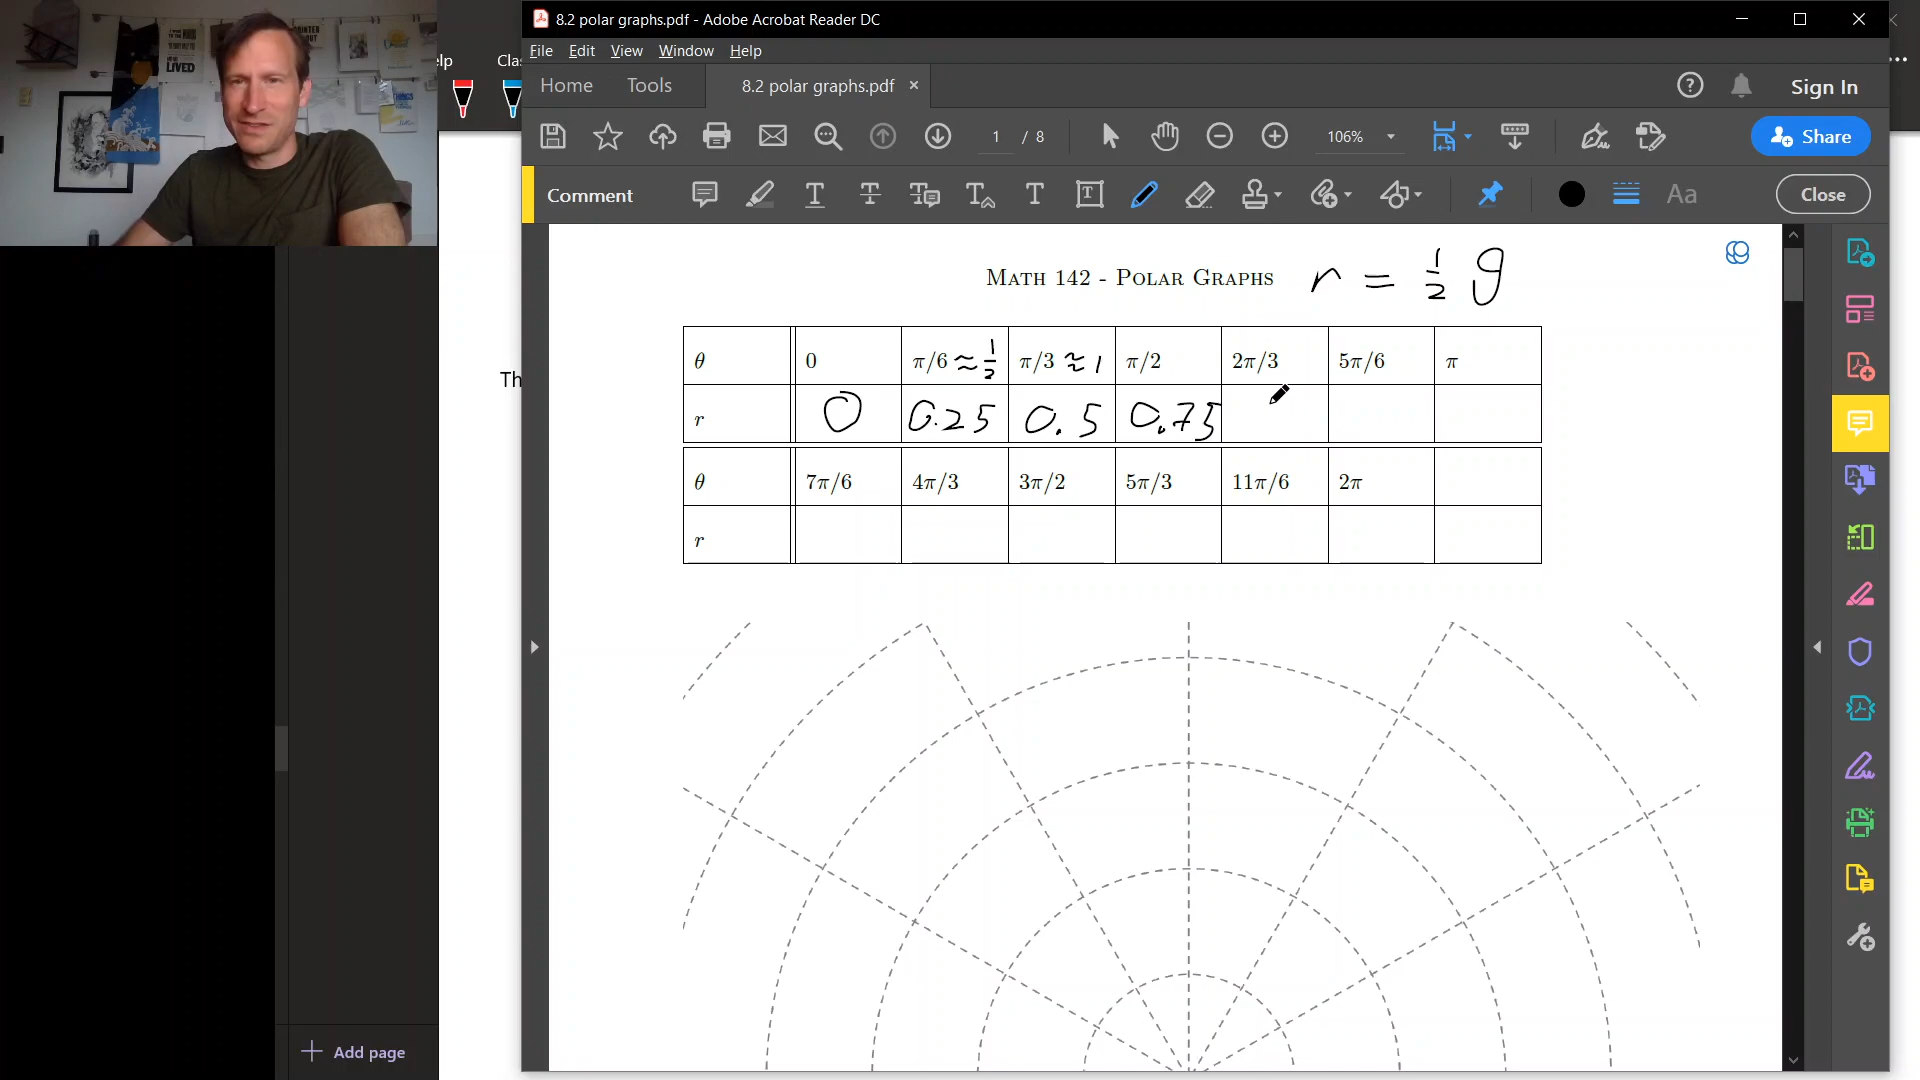 8.2 polar graphs.pdf - Adobe Acrobat Reader DC
File Edit View Window Help
Home Tools 8.2 polar graphs.pdf × Sign In
1 / 8 106% Share
Comment Aa Close
LIVED
lp Clas
Th
MATH 142 - POLAR GRAPHS r = 1/2 θ
θ 0 π/6 ≈ 1/2 π/3 ≈ 1 π/2 2π/3 5π/6 π
r 0 0.25 0.5 0.75
θ 7π/6 4π/3 3π/2 5π/3 11π/6 2π
r
Add page